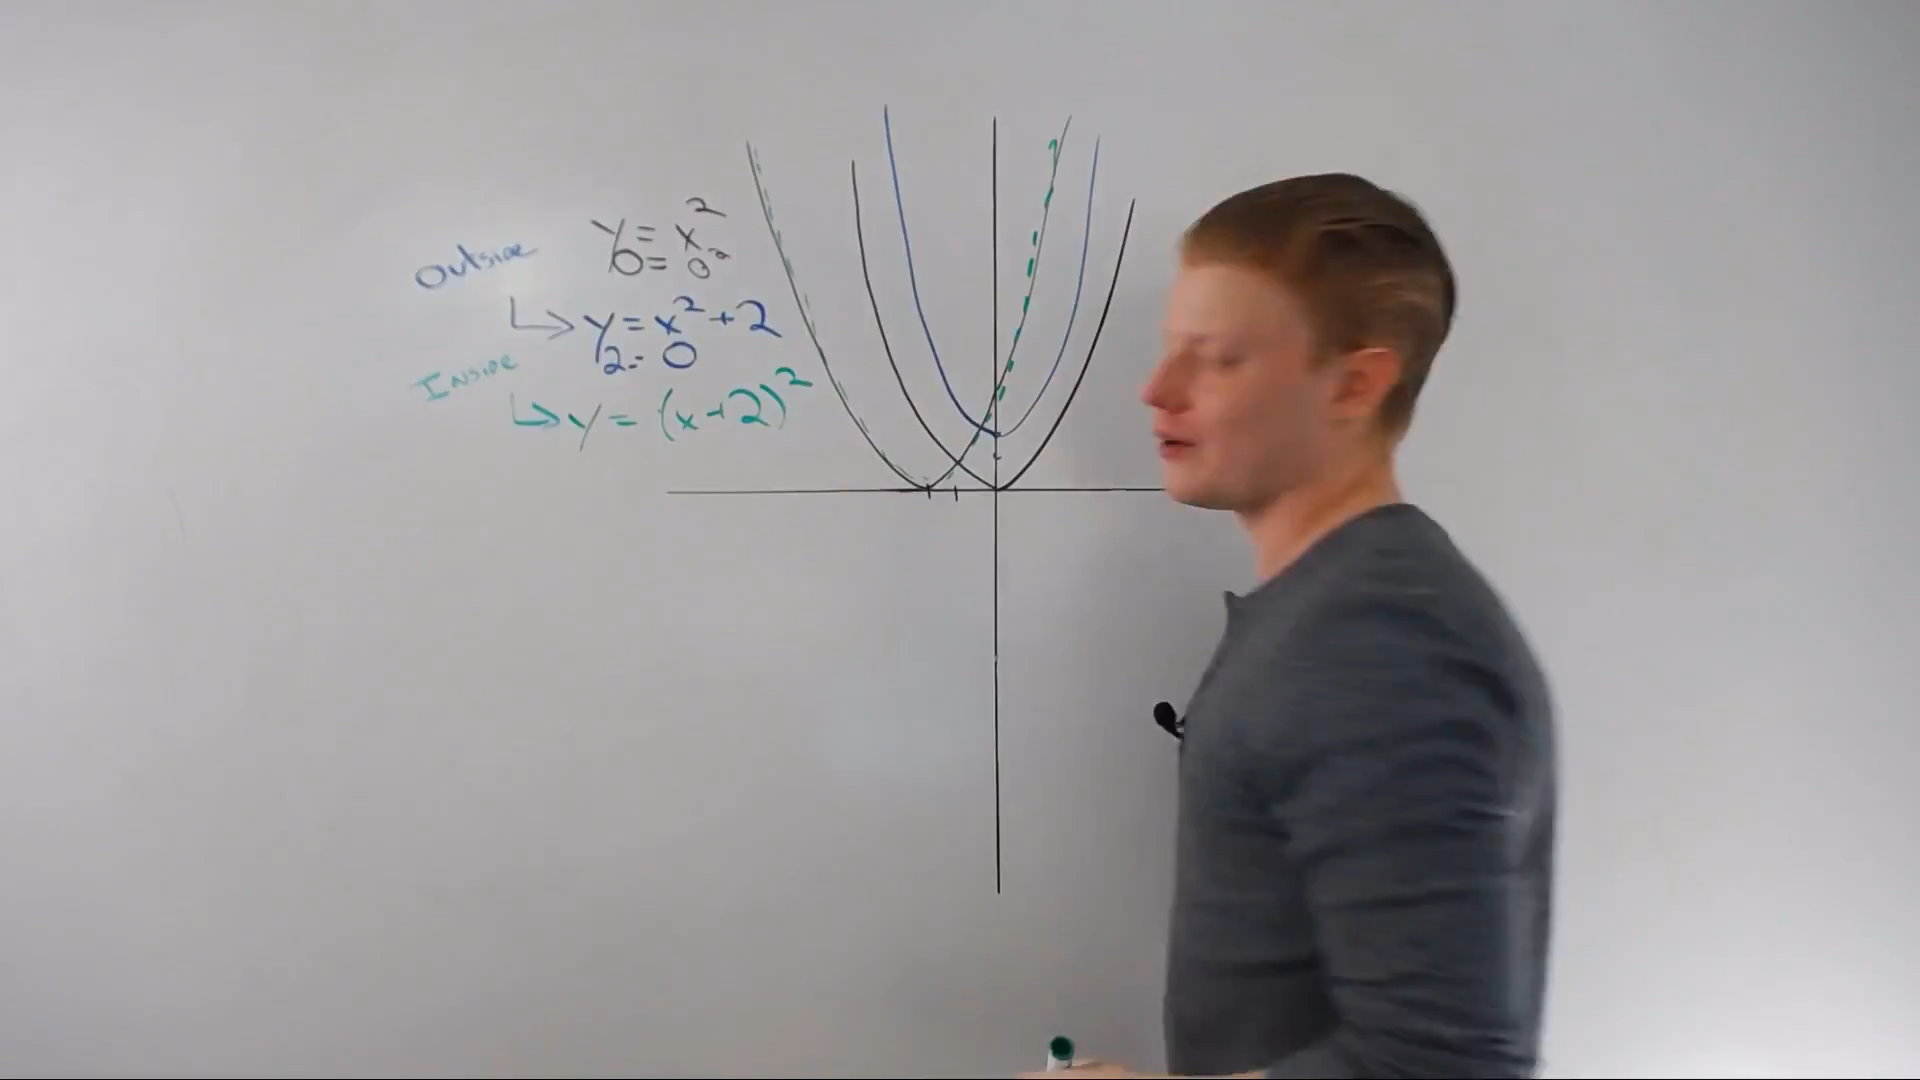 y = x²
Outside 0 = 0²
↳ y = x² + 2
2 = 0
Inside
↳ y = (x+2)²